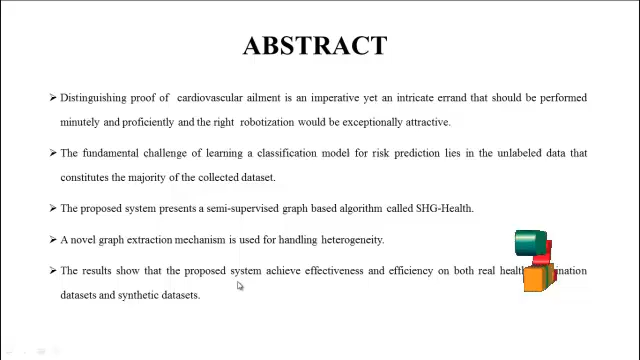 ABSTRACT
➢ Distinguishing proof of cardiovascular ailment is an imperative yet an intricate errand that should be performed
minutely and proficiently and the right robotization would be exceptionally attractive.
➢ The fundamental challenge of learning a classification model for risk prediction lies in the unlabeled data that
constitutes the majority of the collected dataset.
➢ The proposed system presents a semi-supervised graph based algorithm called SHG-Health.
➢ A novel graph extraction mechanism is used for handling heterogeneity.
➢ The results show that the proposed system achieve effectiveness and efficiency on both real
datasets and synthetic datasets.